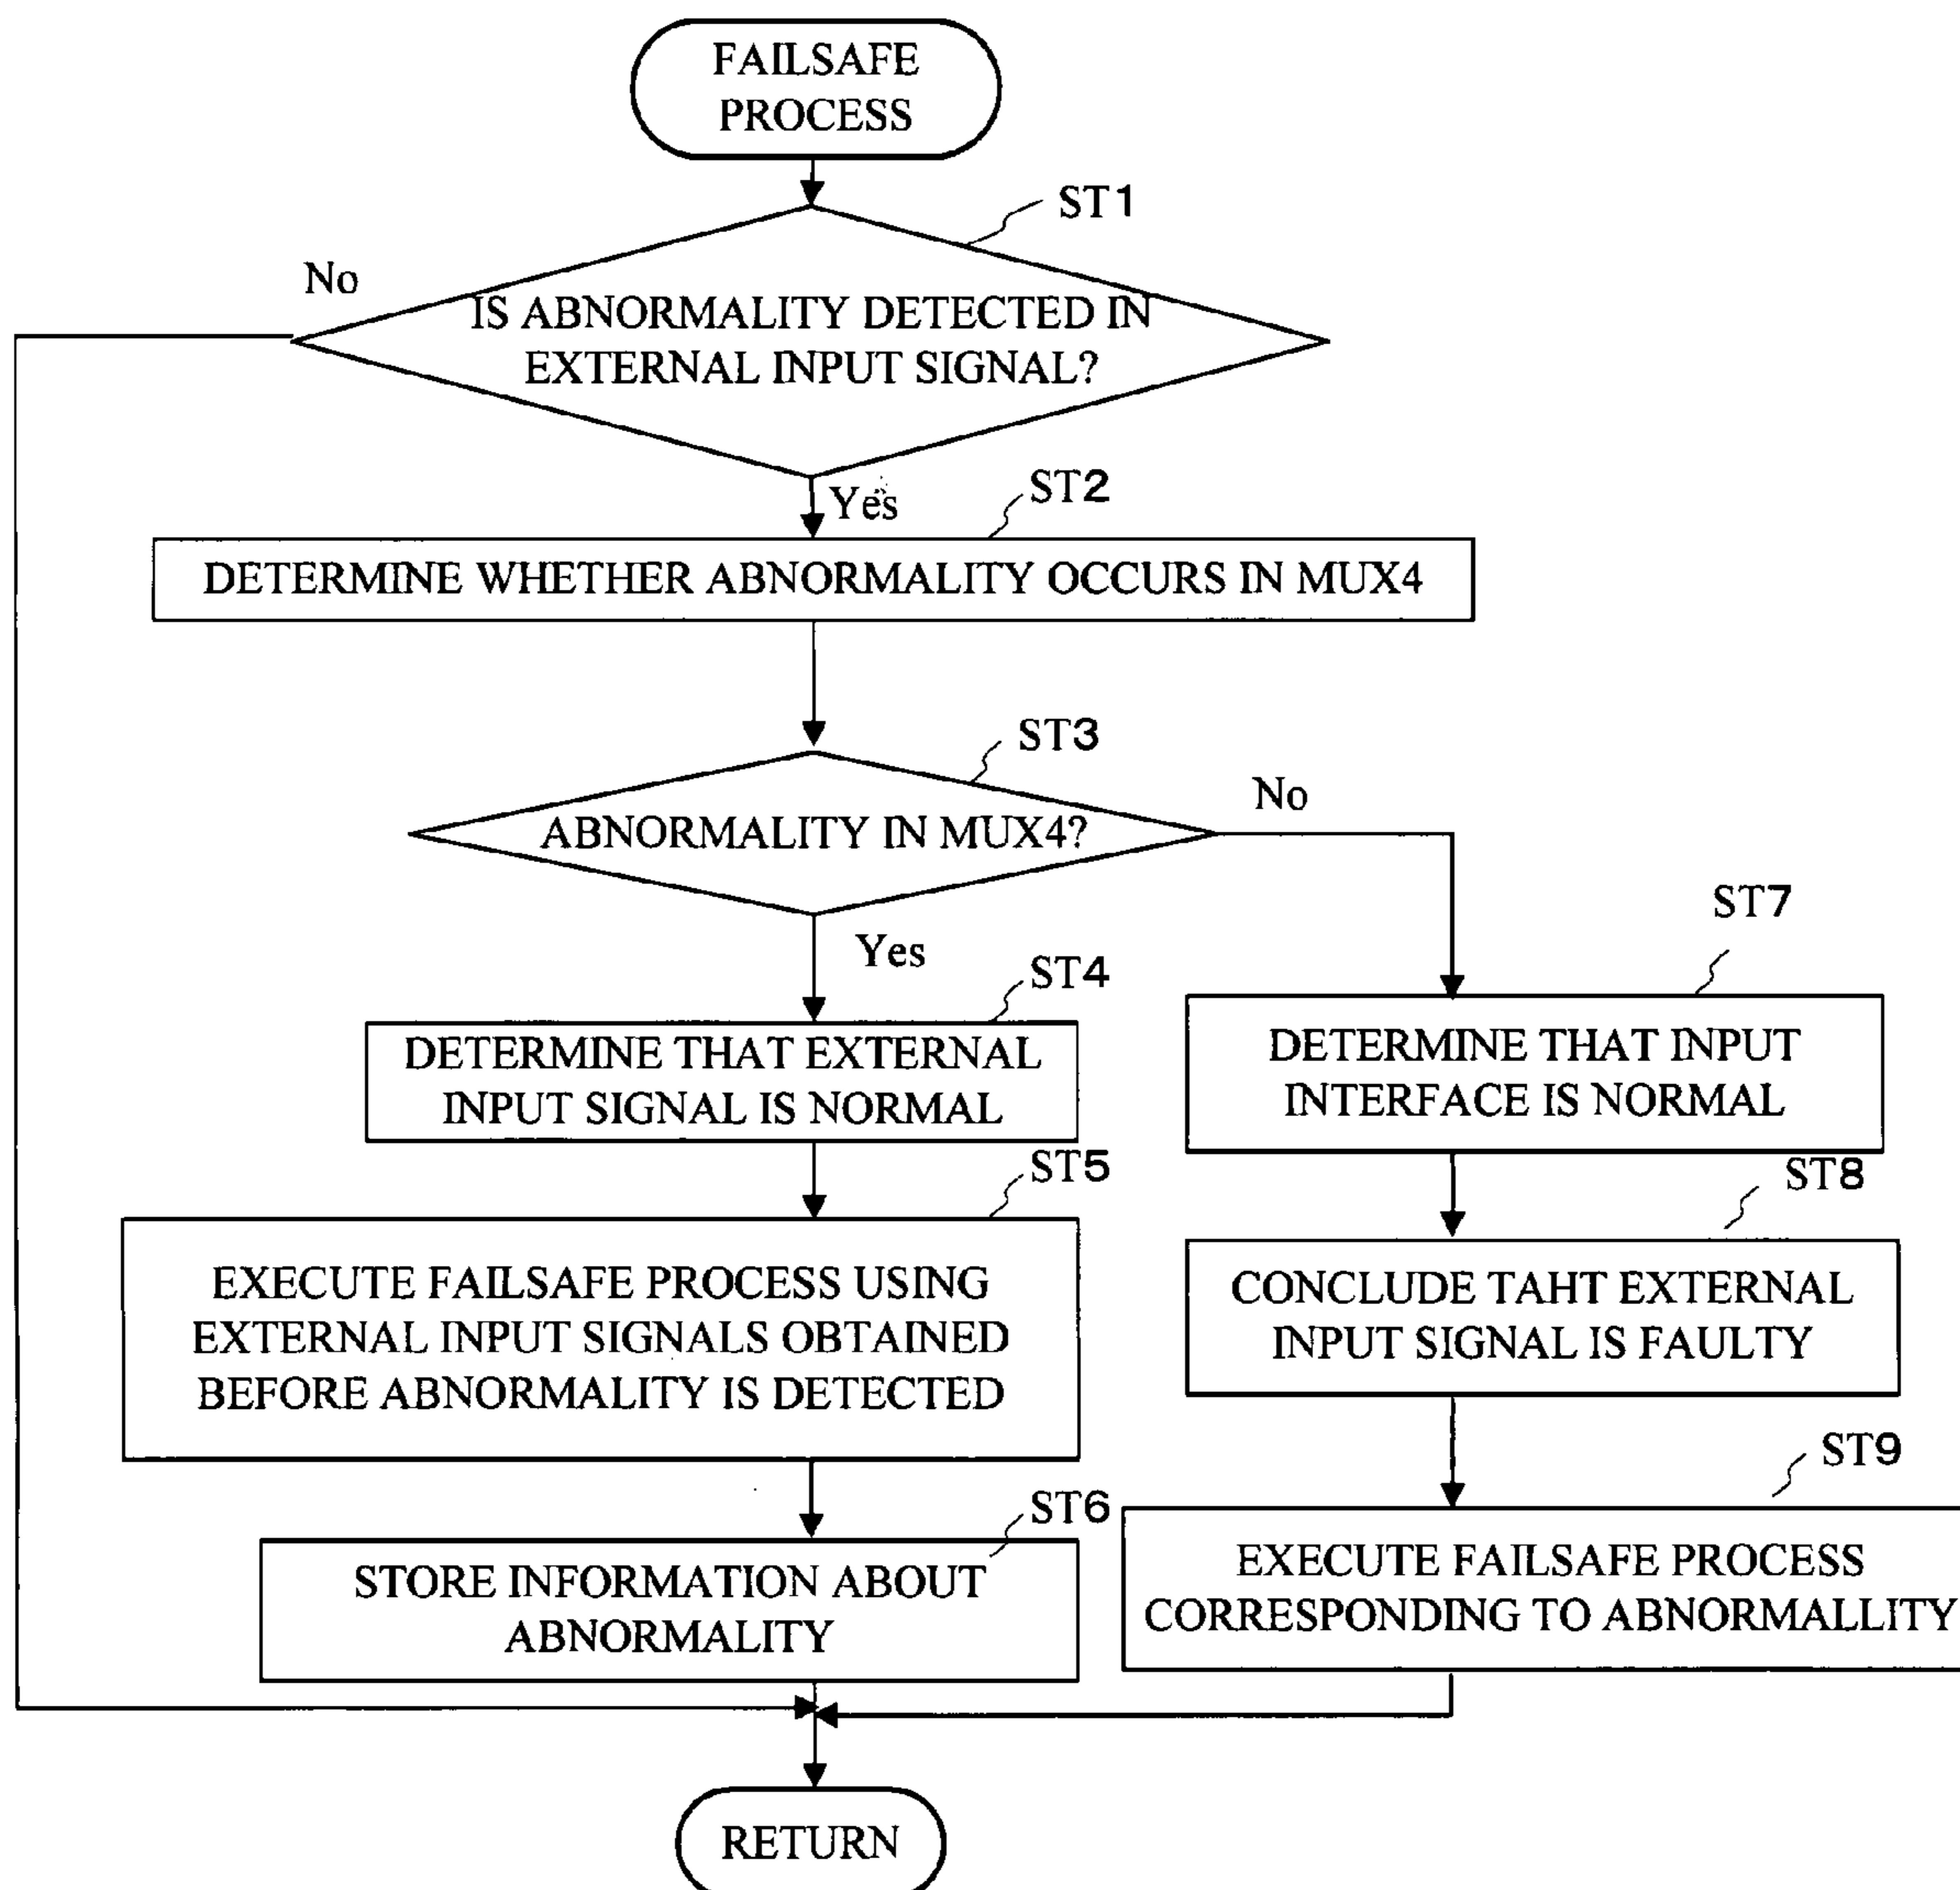 FAILSAFE
PROCESS
ST1
No
IS ABNORMALITY DETECTED IN
EXTERNAL INPUT SIGNAL?
Yes
ST2
DETERMINE WHETHER ABNORMALITY OCCURS IN MUX4
ST3
No
ABNORMALITY IN MUX4?
Yes
ST4
DETERMINE THAT EXTERNAL
INPUT SIGNAL IS NORMAL
ST5
EXECUTE FAILSAFE PROCESS USING
EXTERNAL INPUT SIGNALS OBTAINED
BEFORE ABNORMALITY IS DETECTED
ST6
STORE INFORMATION ABOUT
ABNORMALITY
ST7
DETERMINE THAT INPUT
INTERFACE IS NORMAL
ST8
CONCLUDE TAHT EXTERNAL
INPUT SIGNAL IS FAULTY
ST9
EXECUTE FAILSAFE PROCESS
CORRESPONDING TO ABNORMALLITY
RETURN